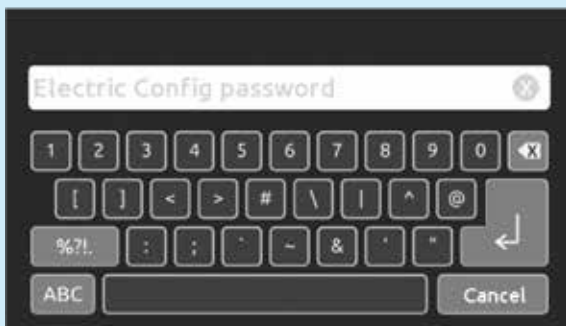 Electric Config password
1 2 3 4 5 6 7 8 9 0
[ ] < > # \ | ^ @
%?!. : ; ` ~ & ' "
ABC Cancel